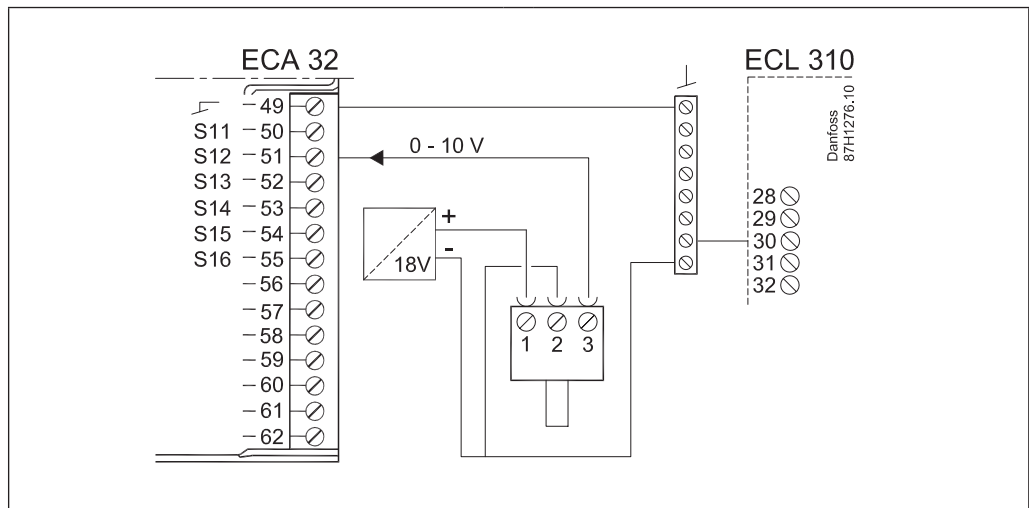 ECA 32
49
S11 50
S12 51
S13 52
S14 53
S15 54
S16 55
56
57
58
59
60
61
62
0 - 10 V
+
-
18V
1 2 3
ECL 310
Danfoss
87H1276.10
28
29
30
31
32